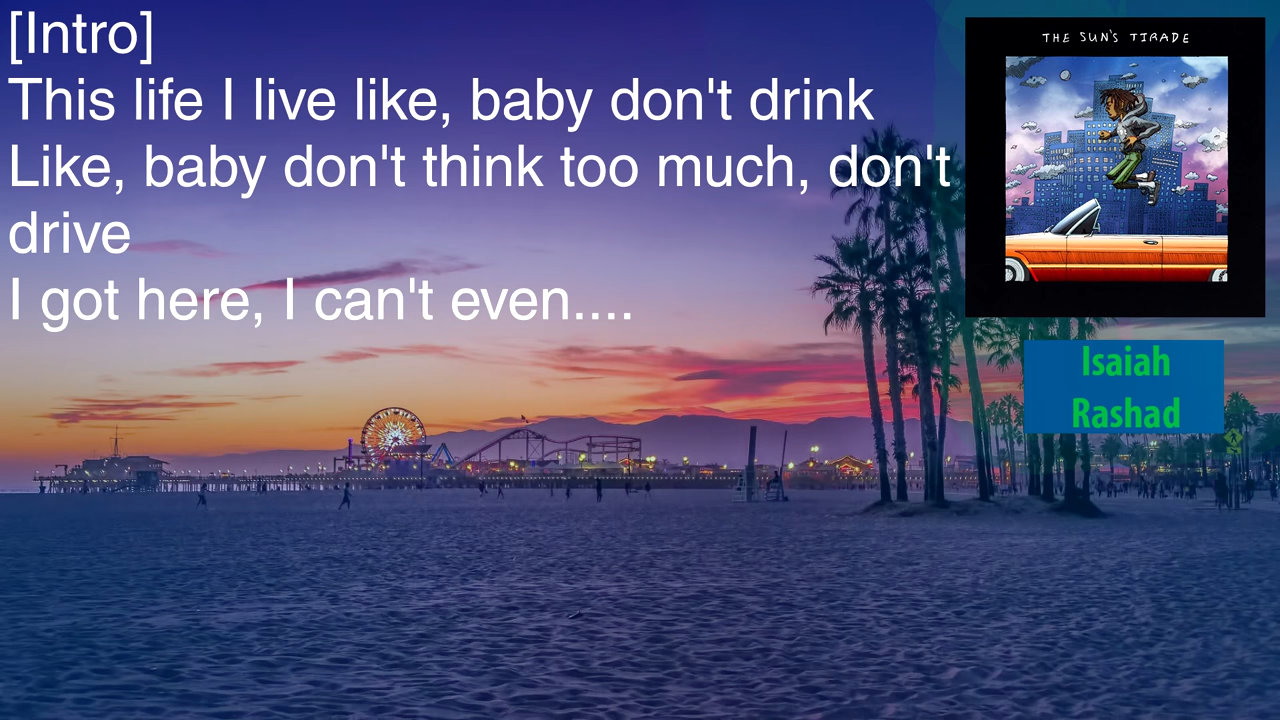 [Intro]
This life I live like, baby don't drink
Like, baby don't think too much, don't
drive
I got here, I can't even....
THE SUN'S TIRADE
Isaiah
Rashad